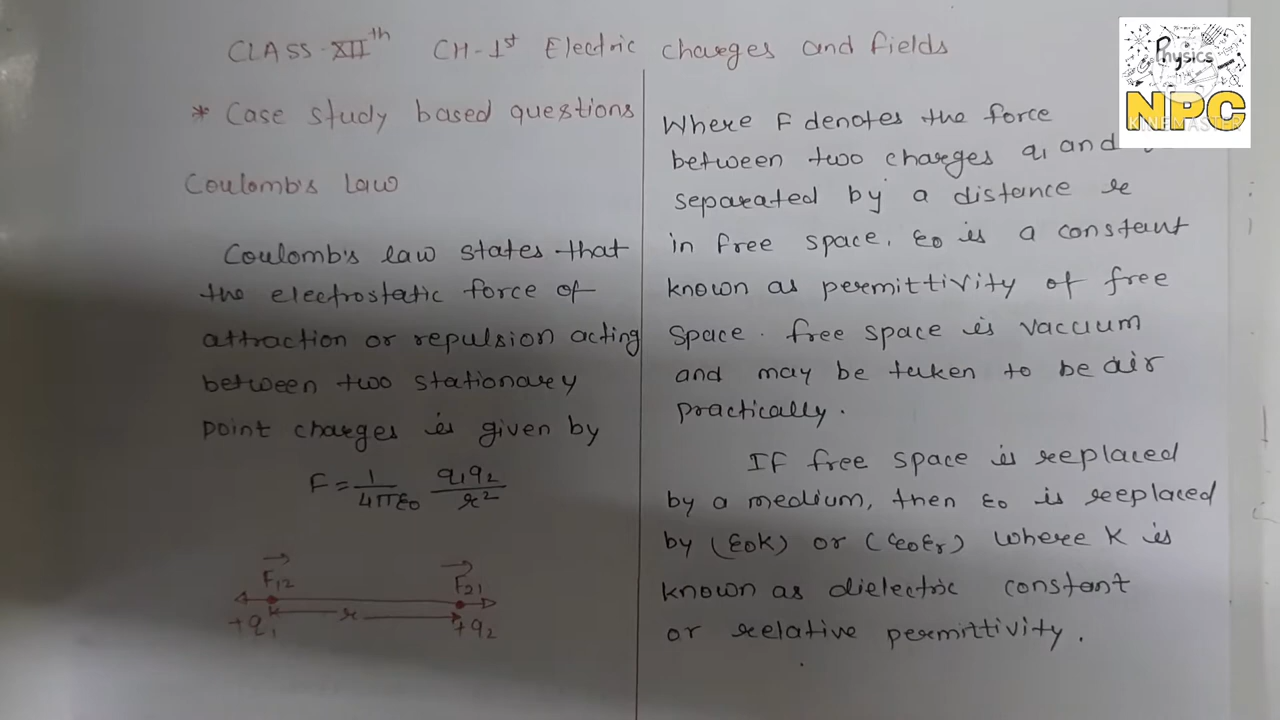 CLASS-XIIth CH-1st Electric charges and fields
* Case study based questions
Coulomb's Law
Coulomb's law states that
the electrostatic force of
attraction or repulsion acting
between two stationary
point charges is given by
F = 1/4πε0 q1q2/r2
F12
F21
r
+q1
+q2
Where F denotes the force
between two charges q1 and
separated by a distance r
in free space, ε0 is a constant
known as permittivity of free
space. free space is vaccum
and may be taken to be air
practically.
If free space is replaced
by a medium, then ε0 is replaced
by (ε0k) or (ε0εr) where k is
known as dielectric constant
or relative permittivity.
Physics
NPC
KINEMASTER